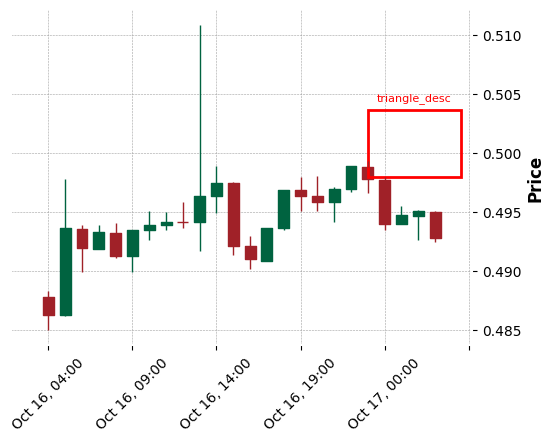 0.510
0.505
triangle_desc
0.500
0.495
0.490
0.485
Price
Oct 16, 04:00
Oct 16, 09:00
Oct 16, 14:00
Oct 16, 19:00
Oct 17, 00:00